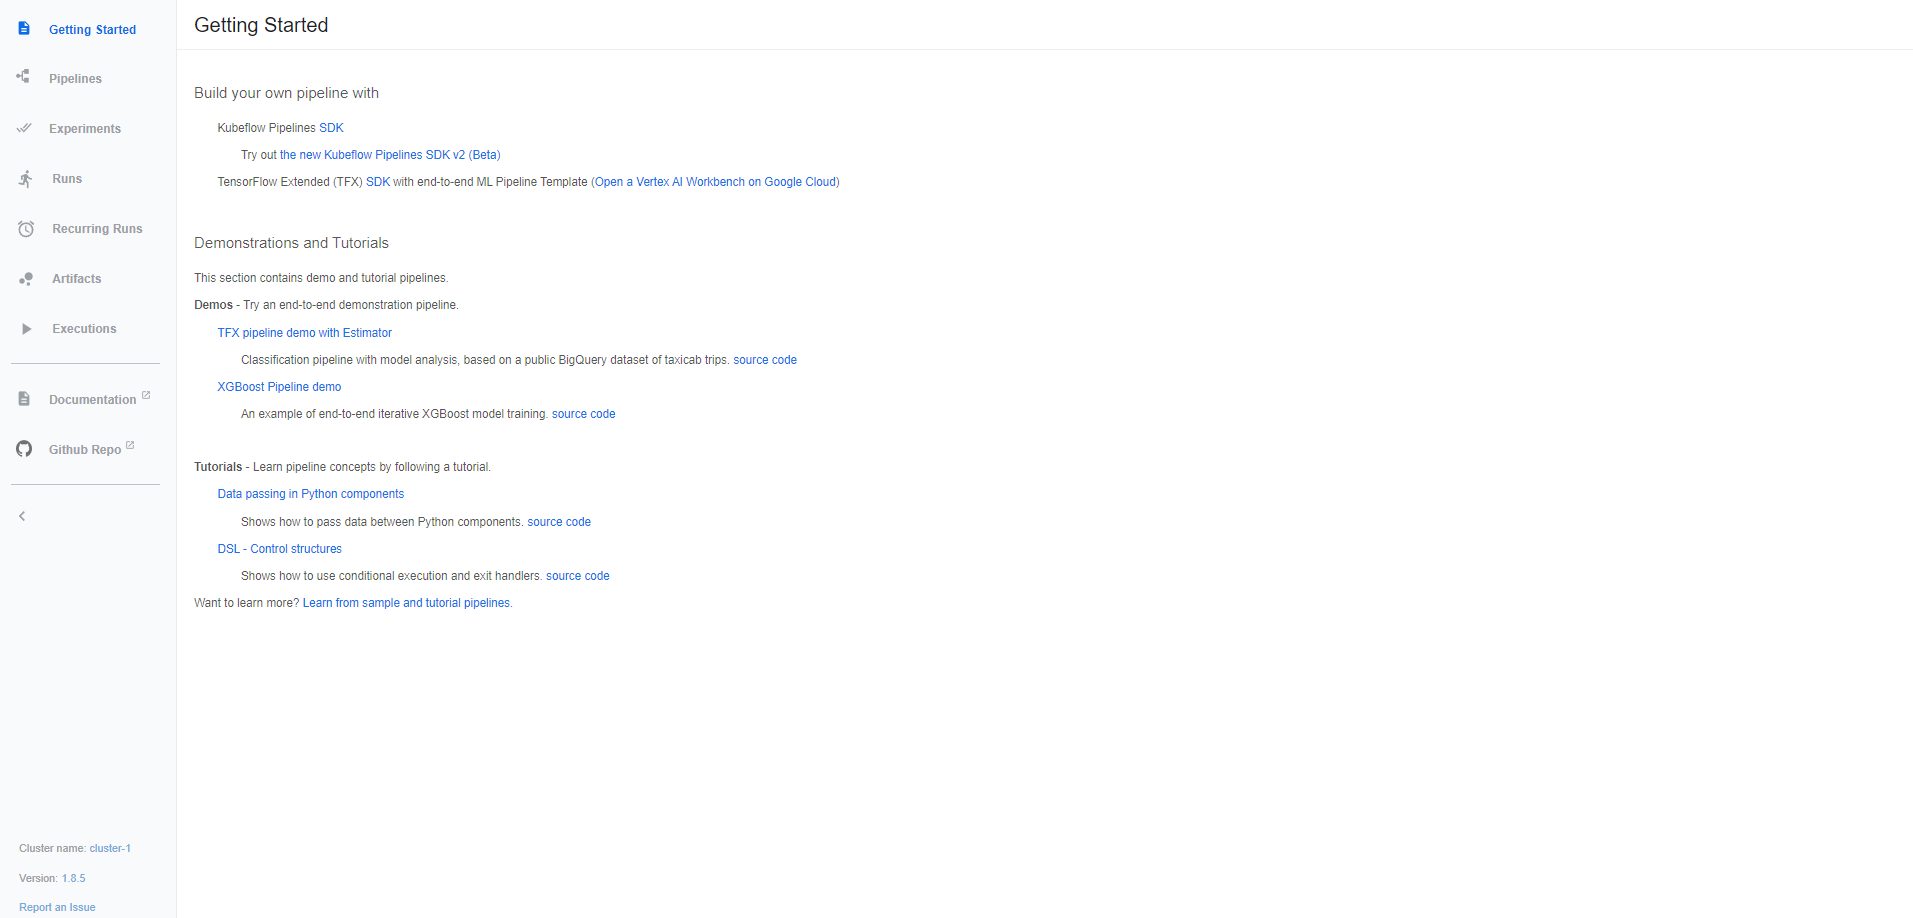 Getting Started
Pipelines
Experiments
Runs
Recurring Runs
Artifacts
Executions
Documentation
Github Repo
Cluster name: cluster-1
Version: 1.8.5
Report an Issue
Getting Started
Build your own pipeline with
Kubeflow Pipelines SDK
Try out the new Kubeflow Pipelines SDK v2 (Beta)
TensorFlow Extended (TFX) SDK with end-to-end ML Pipeline Template (Open a Vertex AI Workbench on Google Cloud)
Demonstrations and Tutorials
This section contains demo and tutorial pipelines.
Demos - Try an end-to-end demonstration pipeline.
TFX pipeline demo with Estimator
Classification pipeline with model analysis, based on a public BigQuery dataset of taxicab trips. source code
XGBoost Pipeline demo
An example of end-to-end iterative XGBoost model training. source code
Tutorials - Learn pipeline concepts by following a tutorial.
Data passing in Python components
Shows how to pass data between Python components. source code
DSL - Control structures
Shows how to use conditional execution and exit handlers. source code
Want to learn more? Learn from sample and tutorial pipelines.